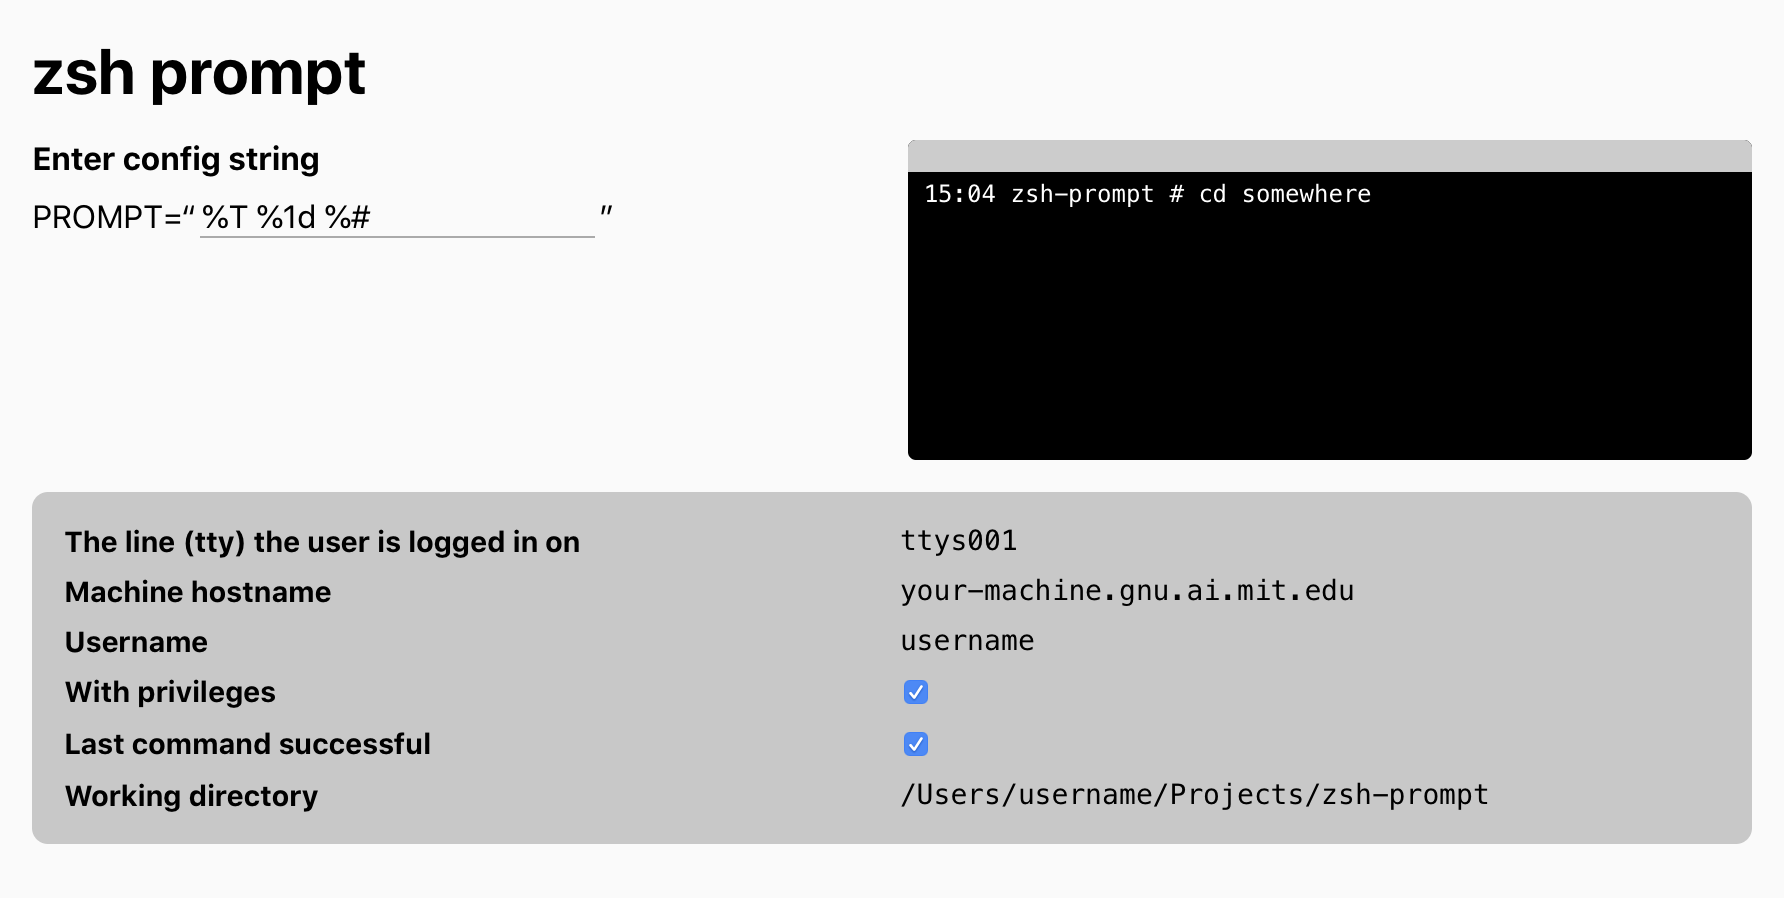 zsh prompt
Enter config string
PROMPT=“ %T %1d %# ”
15:04 zsh-prompt # cd somewhere
The line (tty) the user is logged in on ttys001
Machine hostname your-machine.gnu.ai.mit.edu
Username username
With privileges
Last command successful
Working directory /Users/username/Projects/zsh-prompt